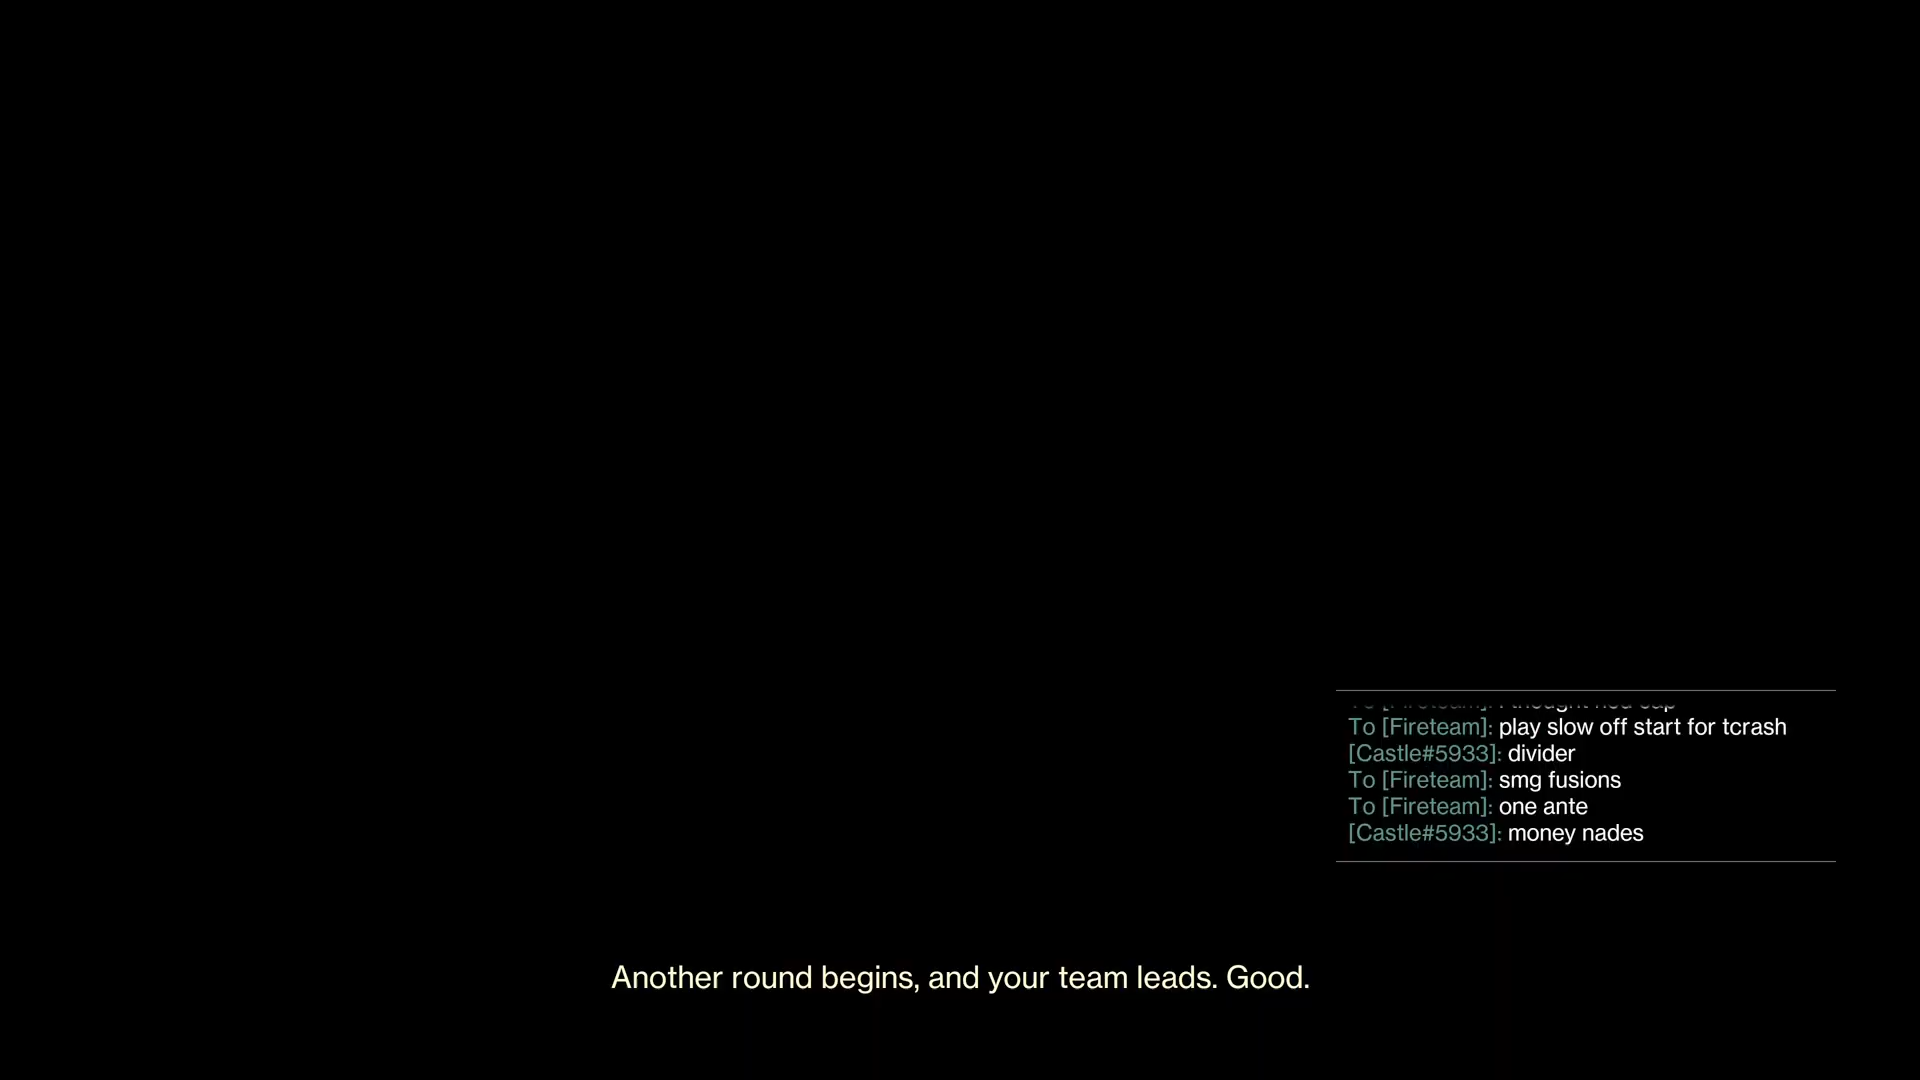 To [Fireteam]: play slow off start for tcrash
[Castle#5933]: divider
To [Fireteam]: smg fusions
To [Fireteam]: one ante
[Castle#5933]: money nades
Another round begins, and your team leads. Good.